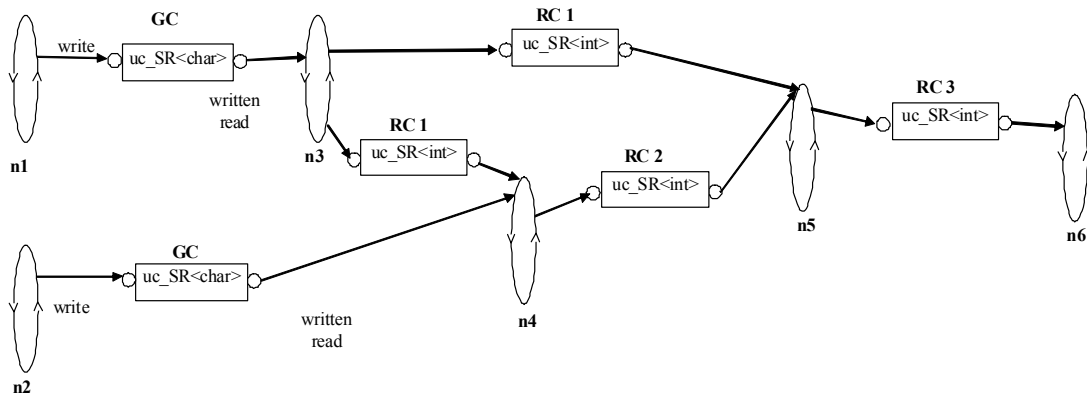 GC
RC 1
write
uc_SR<char>
uc_SR<int>
RC 3
uc_SR<int>
written
read
RC 1
n1
n3
uc_SR<int>
RC 2
uc_SR<int>
n5
n6
GC
uc_SR<char>
write
n4
written
read
n2